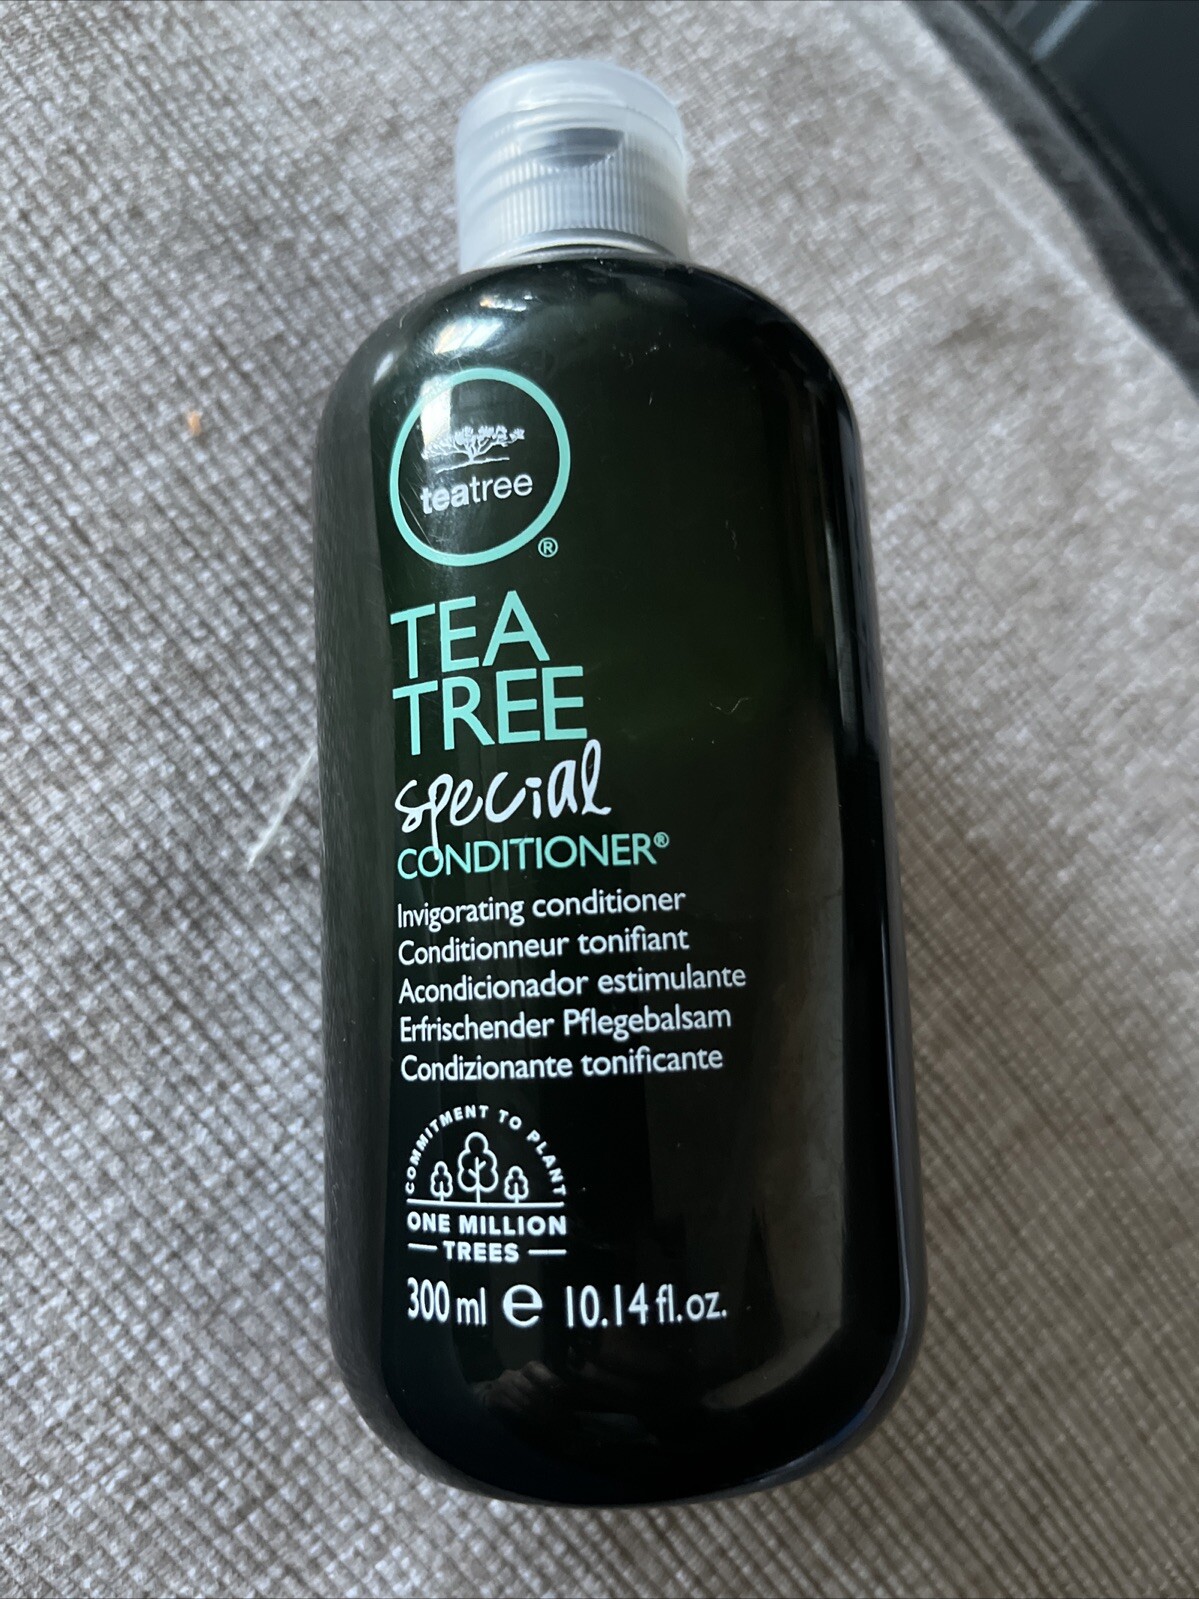 teatree
®
TEA
TREE
special
CONDITIONER®
Invigorating conditioner
Conditionneur tonifiant
Acondicionador estimulante
Erfrischender Pflegebalsam
Condizionante tonificante
COMMITMENT TO PLANT
ONE MILLION
TREES
300 ml e 10.14 fl.oz.